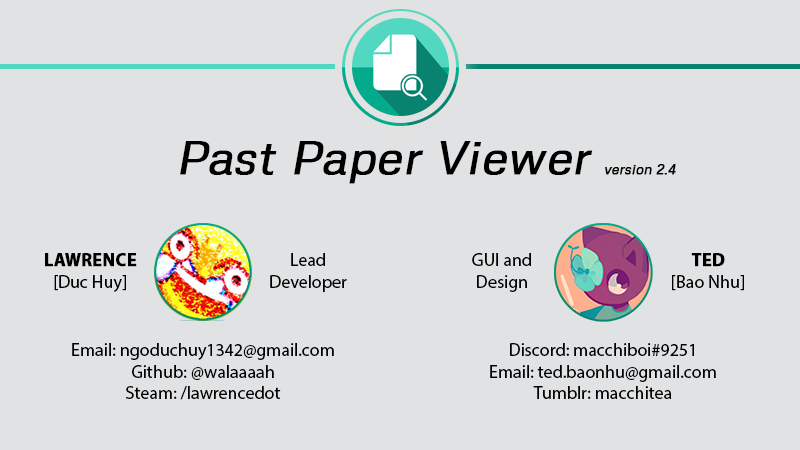 Past Paper Viewer version 2.4
LAWRENCE
[Duc Huy]
Lead
Developer
Email: ngoduchuy1342@gmail.com
Github: @walaaaah
Steam: /lawrencedot
GUI and
Design
TED
[Bao Nhu]
Discord: macchiboi#9251
Email: ted.baonhu@gmail.com
Tumblr: macchitea